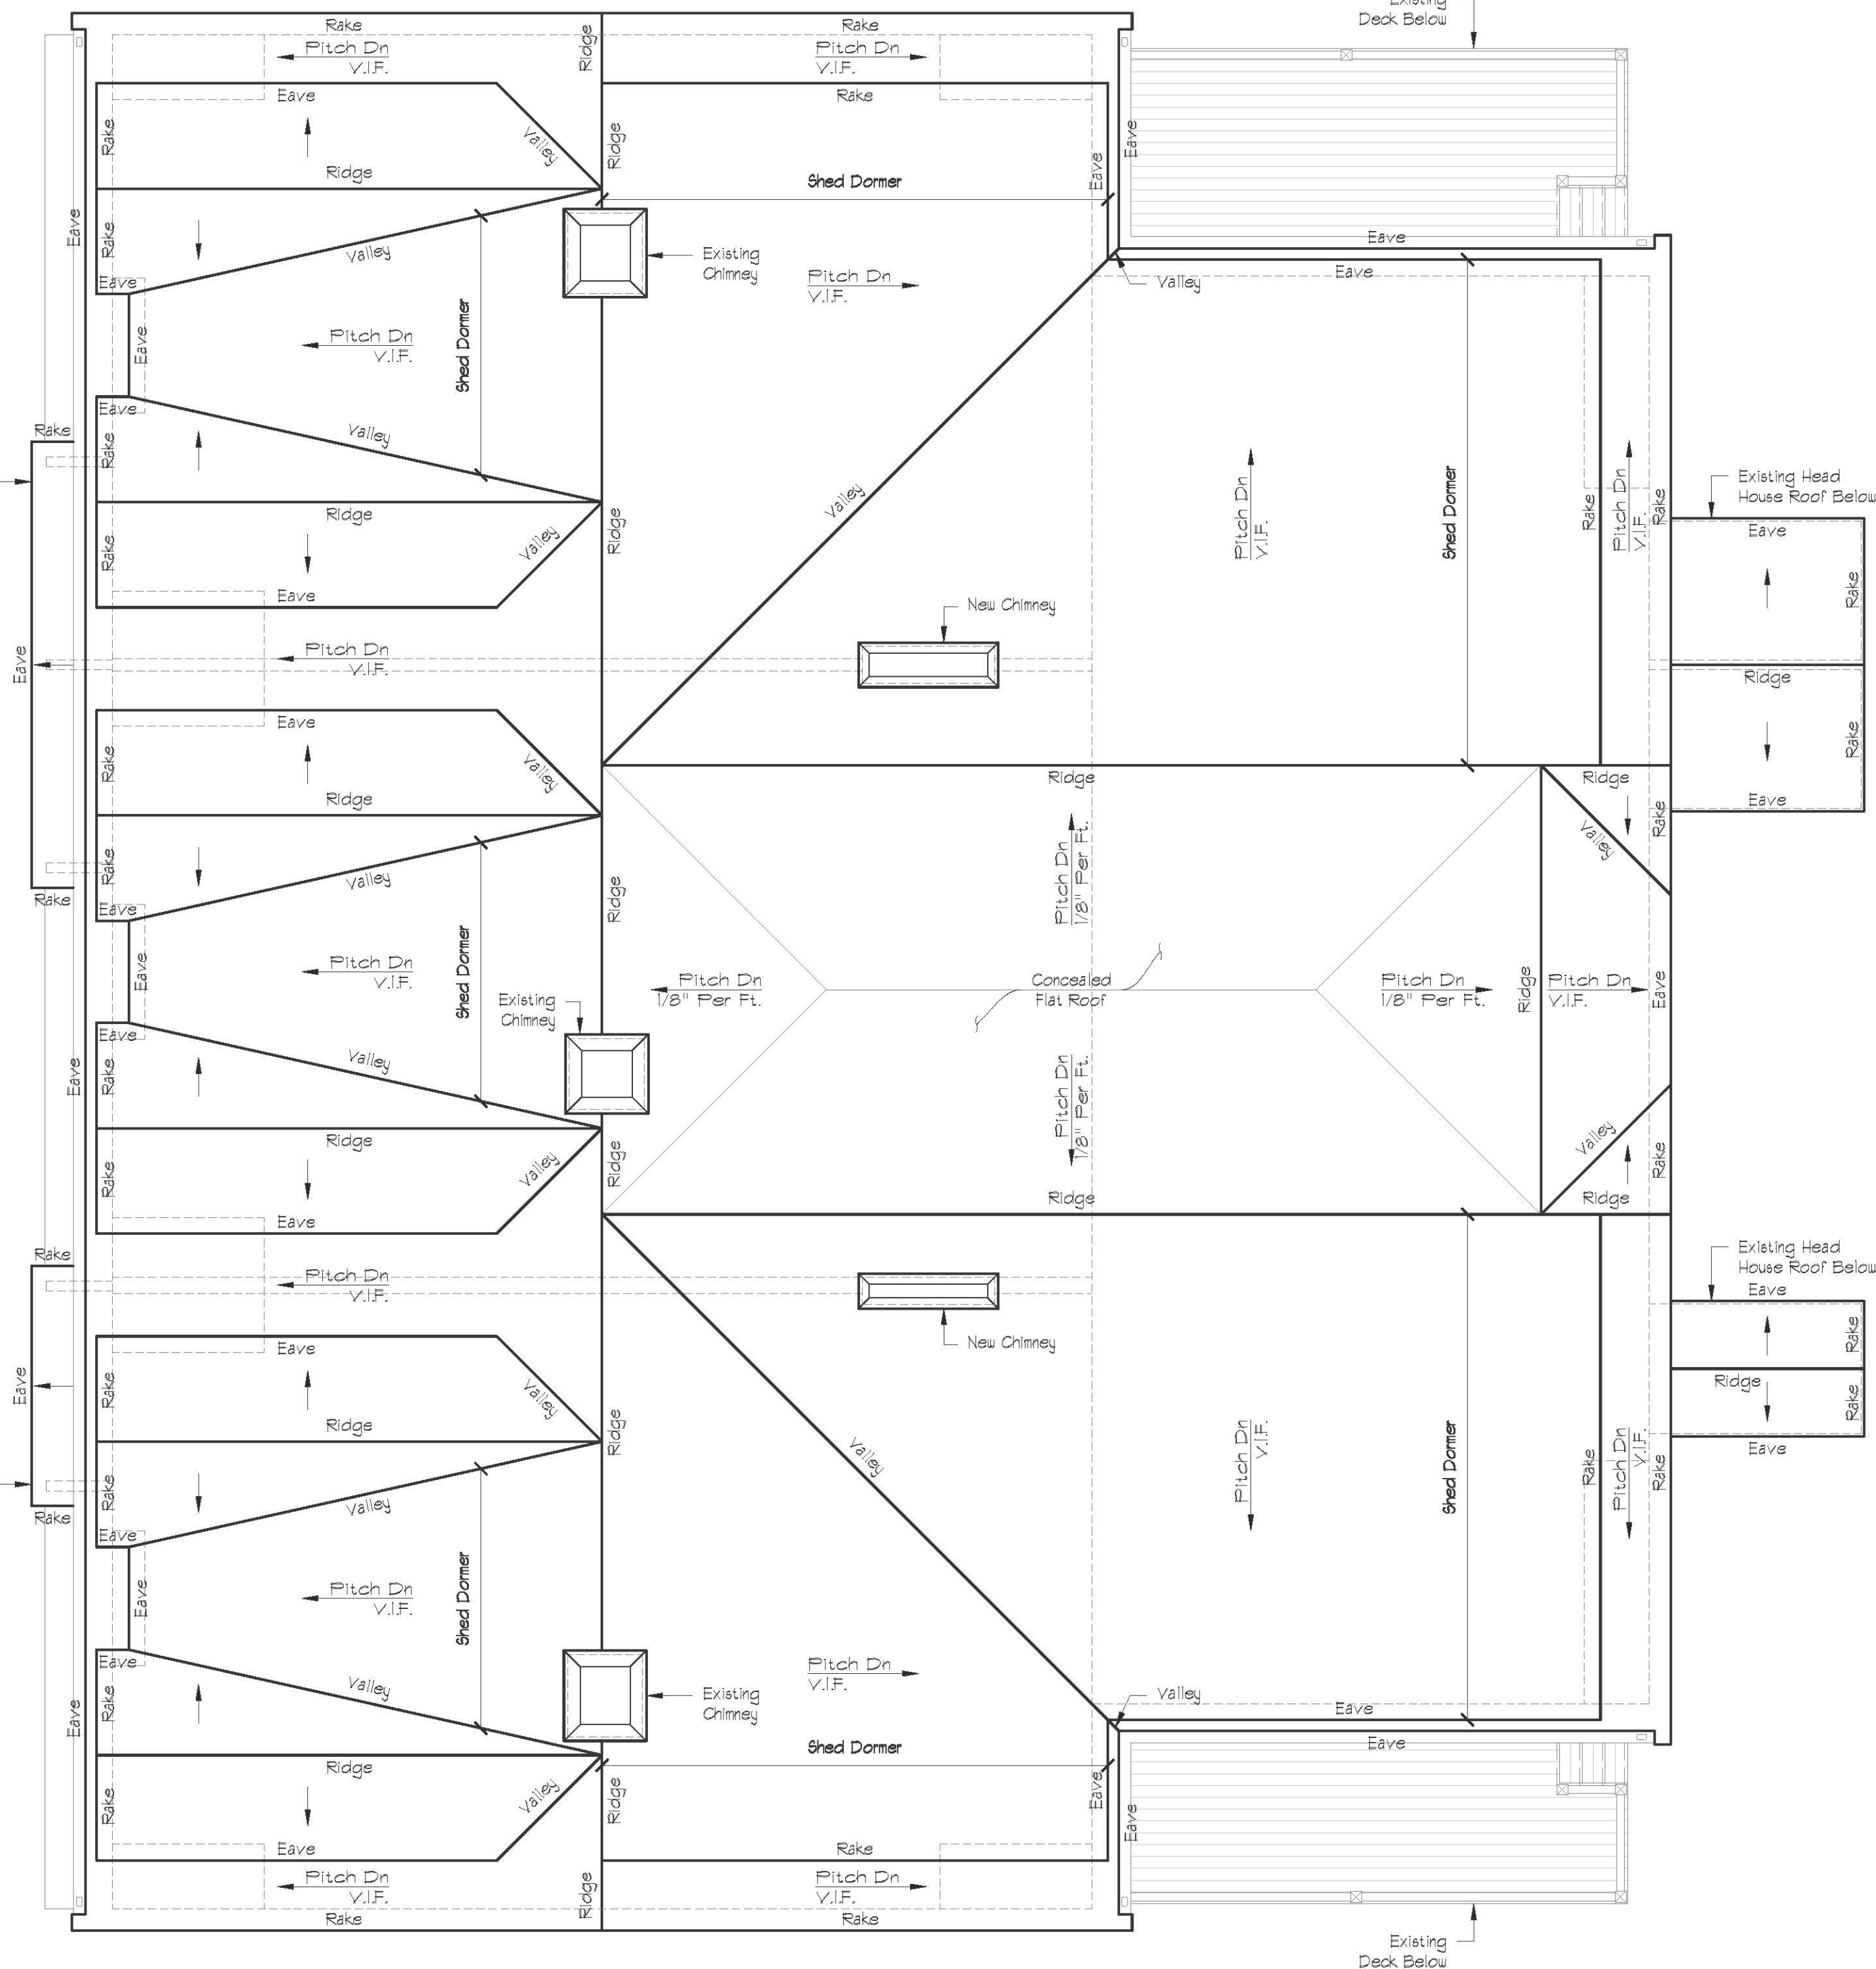 Existing
Deck Below
Rake
Rake
Ridge
Pitch Dn
V.I.F.
Pitch Dn
V.I.F.
Eave
Rake
Rake
Valley
Ridge
Eave
Eave
Ridge
Shed Dormer
Eave
Rake
Valley
Eave
Existing
Chimney
Eave
Pitch Dn
V.I.F.
Eave
Valley
Eave
Pitch Dn
V.I.F.
Shed Dormer
Eave
Rake
Rake
Valley
Ridge
Rake
Valley
Ridge
Valley
Eave
Pitch Dn
V.I.F.
Shed Dormer
Rake
Pitch Dn
V.I.F.
Rake
Existing Head
House Roof Below
Eave
Rake
New Chimney
Eave
Pitch Dn
V.I.F.
Ridge
Eave
Rake
Valley
Ridge
Rake
Ridge
Ridge
Eave
Rake
Valley
Rake
Valley
Rake
Eave
Ridge
Pitch Dn
1/8" Per Ft.
Shed Dormer
Eave
Pitch Dn
V.I.F.
Existing
Chimney
Pitch Dn
1/8" Per Ft.
Concealed
Flat Roof
Pitch Dn
1/8" Per Ft.
Ridge
Pitch Dn
V.I.F.
Eave
Eave
Eave
Rake
Valley
Pitch Dn
1/8" Per Ft.
Valley
Rake
Ridge
Ridge
Rake
Valley
Ridge
Ridge
Eave
Rake
Pitch Dn
V.I.F.
Existing Head
House Roof Below
Eave
Rake
New Chimney
Eave
Eave
Rake
Valley
Ridge
Rake
Ridge
Ridge
Valley
Rake
Valley
Pitch Dn
V.I.F.
Shed Dormer
Rake
Pitch Dn
V.I.F.
Rake
Eave
Rake
Eave
Shed Dormer
Eave
Pitch Dn
V.I.F.
Eave
Rake
Valley
Eave
Existing
Chimney
Pitch Dn
V.I.F.
Valley
Eave
Eave
Shed Dormer
Ridge
Rake
Valley
Ridge
Eave
Eave
Eave
Rake
Pitch Dn
V.I.F.
Ridge
Pitch Dn
V.I.F.
Rake
Rake
Existing
Deck Below